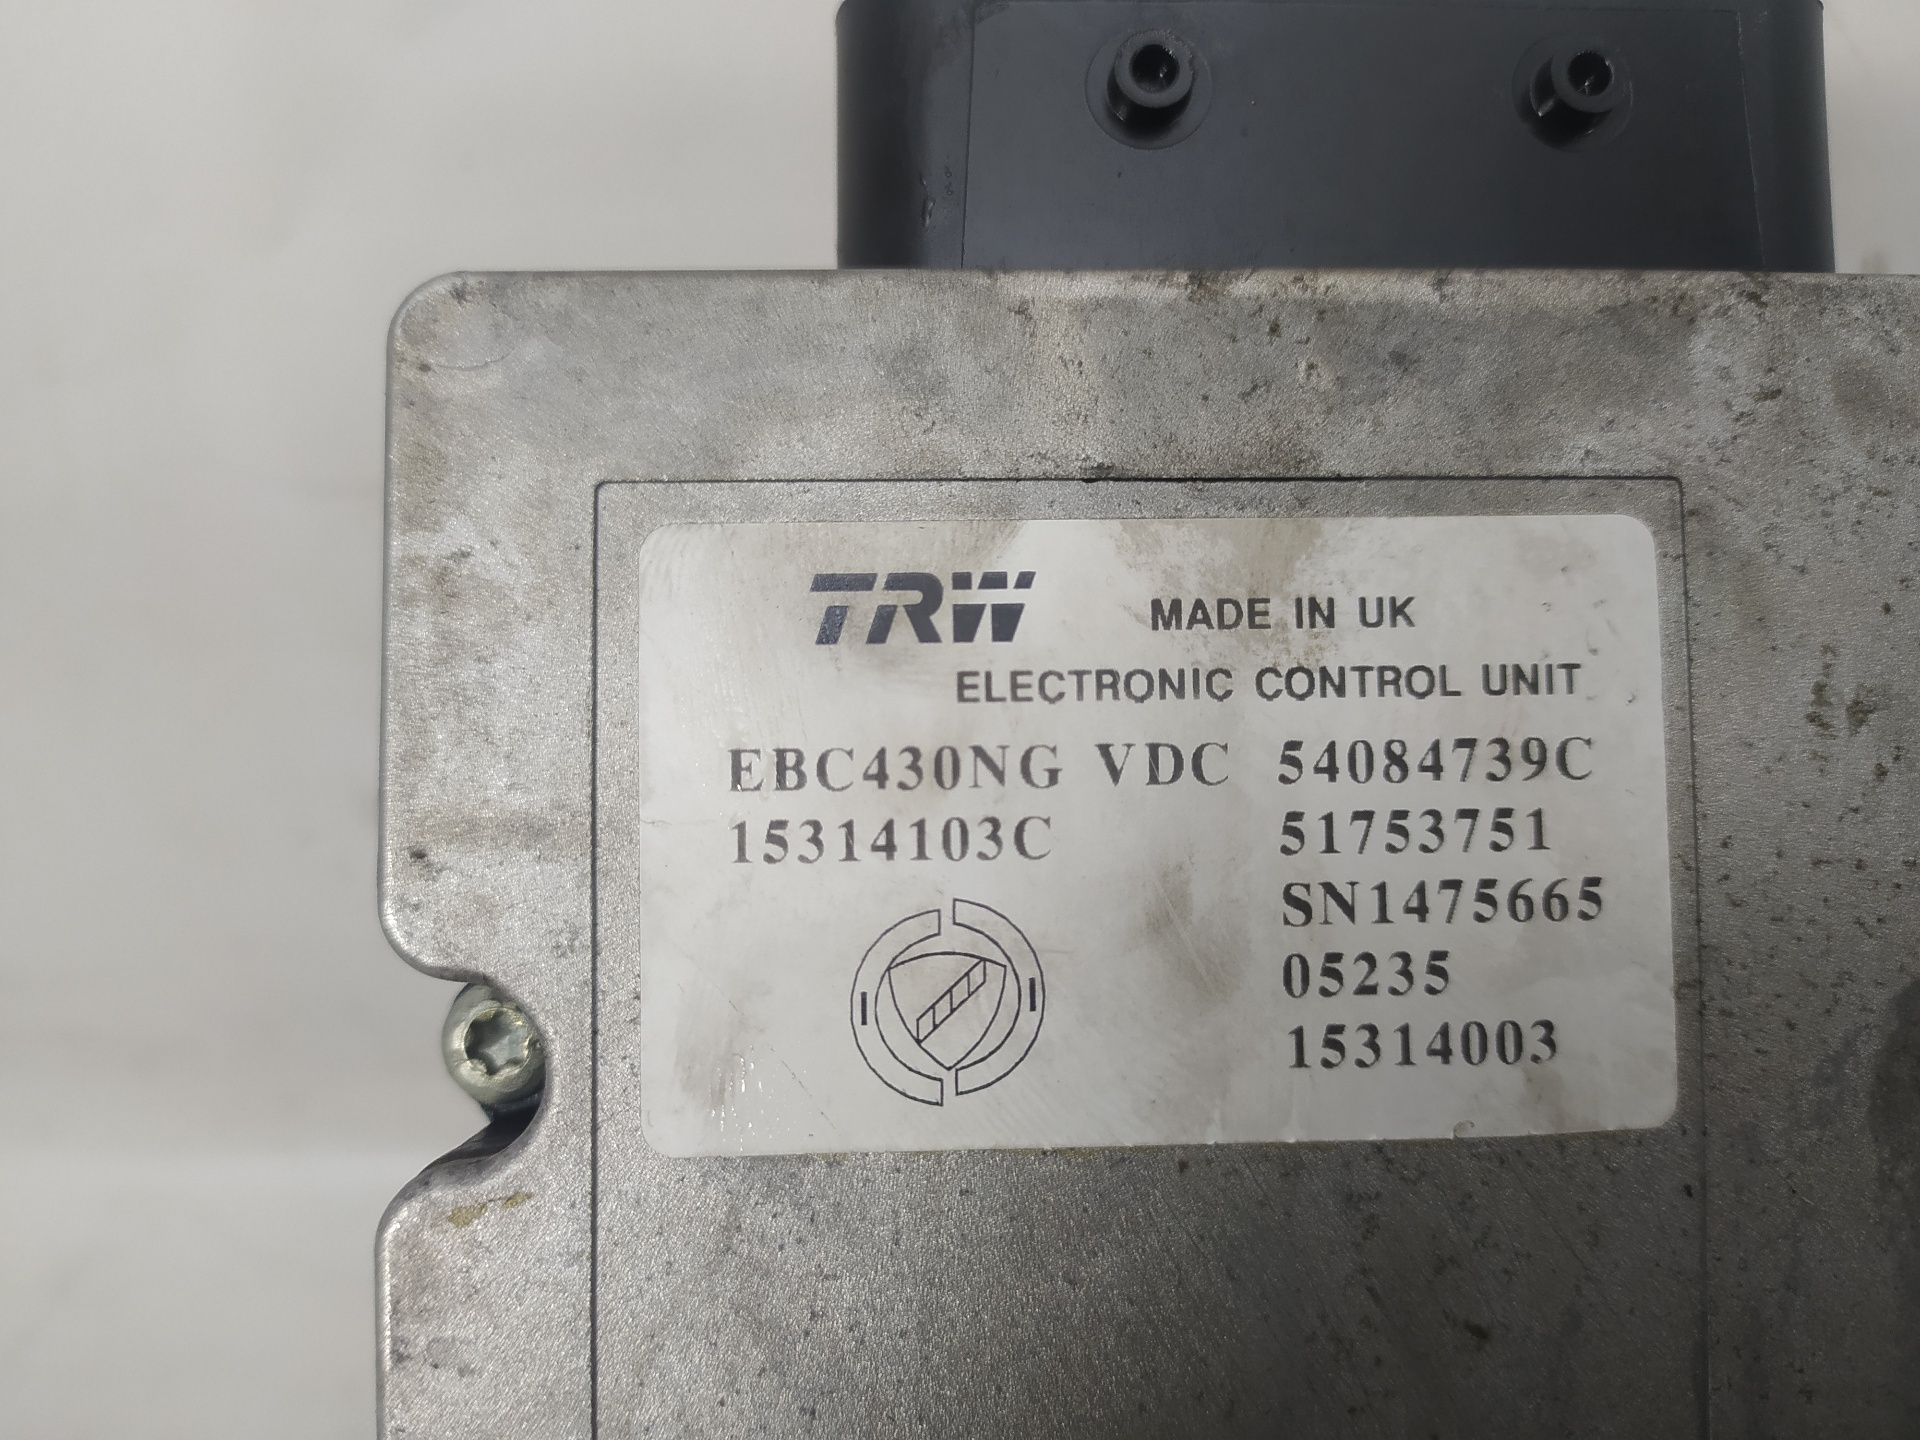 TRW MADE IN UK
ELECTRONIC CONTROL UNIT
EBC430NG VDC 54084739C
15314103C 51753751
SN1475665
05235
15314003